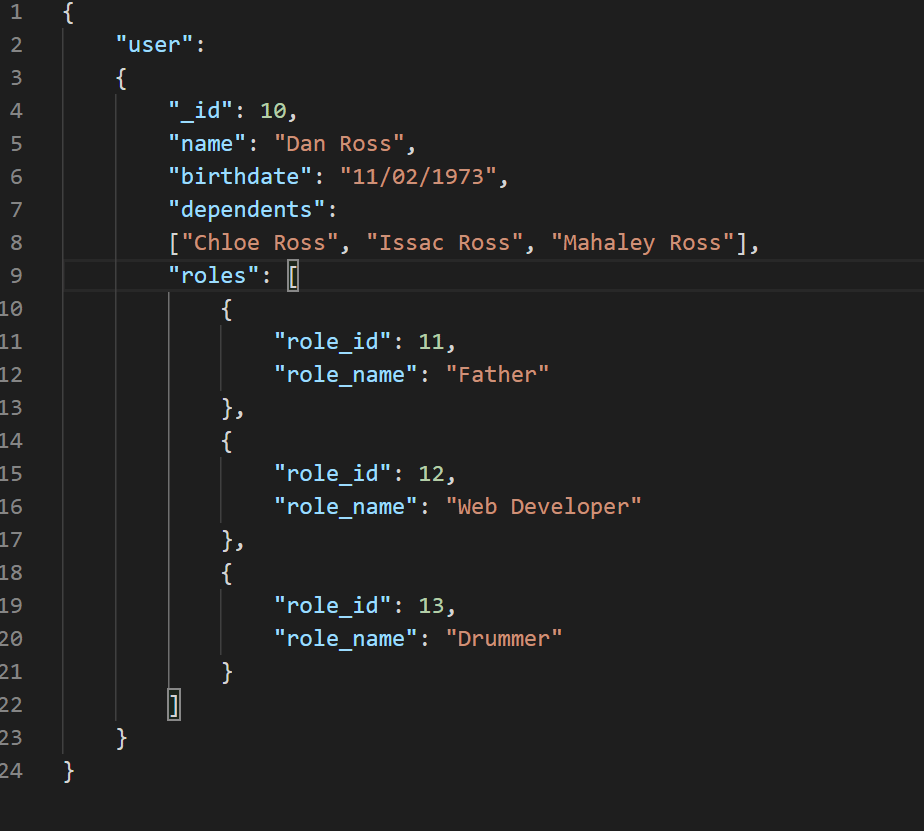 1 {
2     "user":
3     {
4         "_id": 10,
5         "name": "Dan Ross",
6         "birthdate": "11/02/1973",
7         "dependents":
8         ["Chloe Ross", "Issac Ross", "Mahaley Ross"],
9         "roles": [
10             {
11                 "role_id": 11,
12                 "role_name": "Father"
13             },
14             {
15                 "role_id": 12,
16                 "role_name": "Web Developer"
17             },
18             {
19                 "role_id": 13,
20                 "role_name": "Drummer"
21             }
22         ]
23     }
24 }